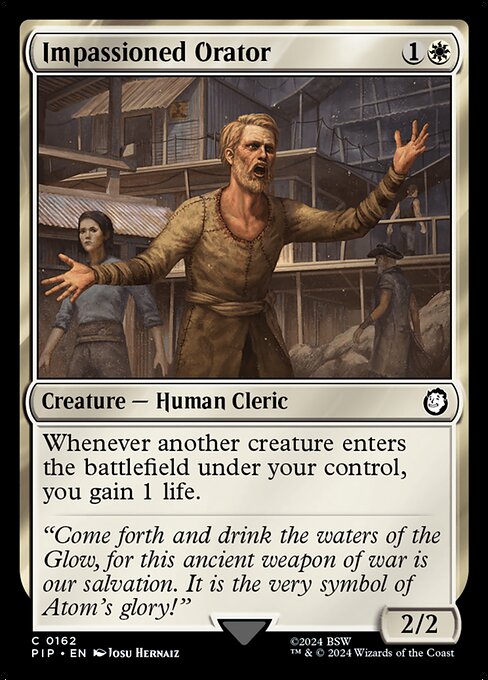 Impassioned Orator 1
Creature — Human Cleric
Whenever another creature enters
the battlefield under your control,
you gain 1 life.
“Come forth and drink the waters of the
Glow, for this ancient weapon of war is
our salvation. It is the very symbol of
Atom’s glory!”
2/2
C 0162
PIP • EN Josu Hernaiz
©2024 BSW
™ & © 2024 Wizards of the Coast